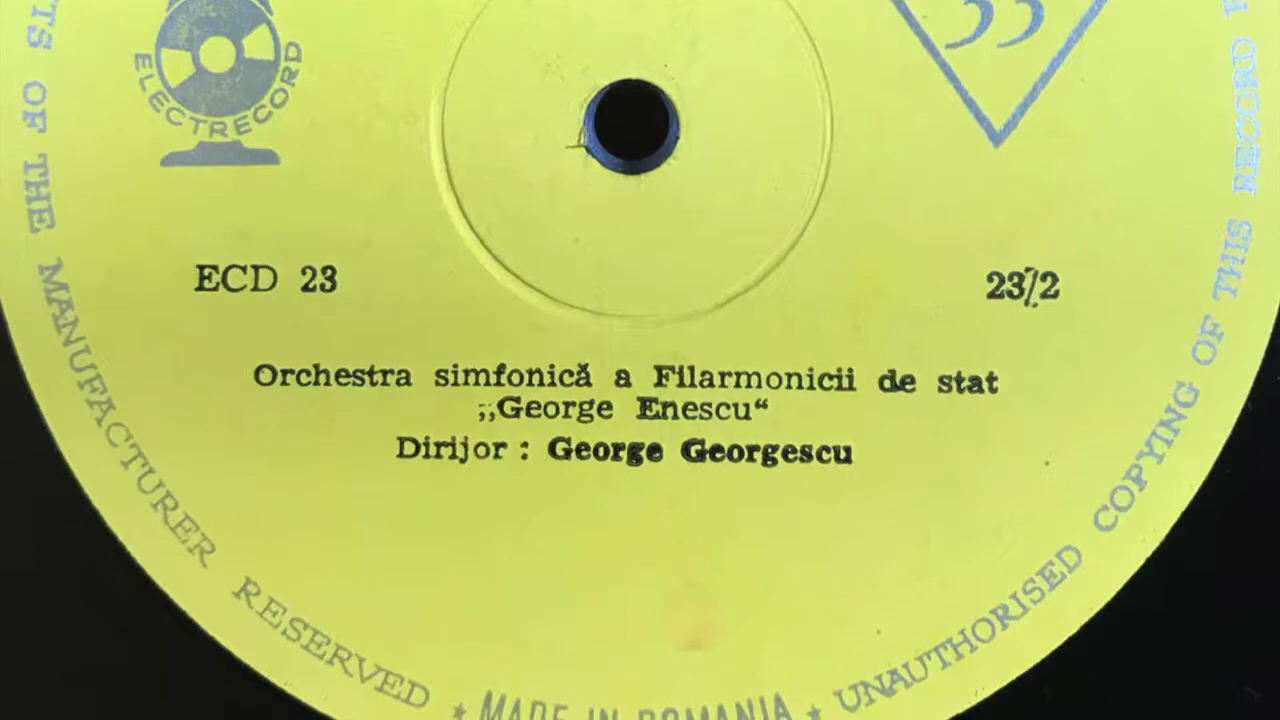 ELECTRECORD
33
ECD 23
23/2
Orchestra simfonică a Filarmonicii de stat
„George Enescu“
Dirijor : George Georgescu
OF THE MANUFACTURER RESERVED ★ MADE IN ROMANIA ★ UNAUTHORISED COPYING OF THIS RECORD